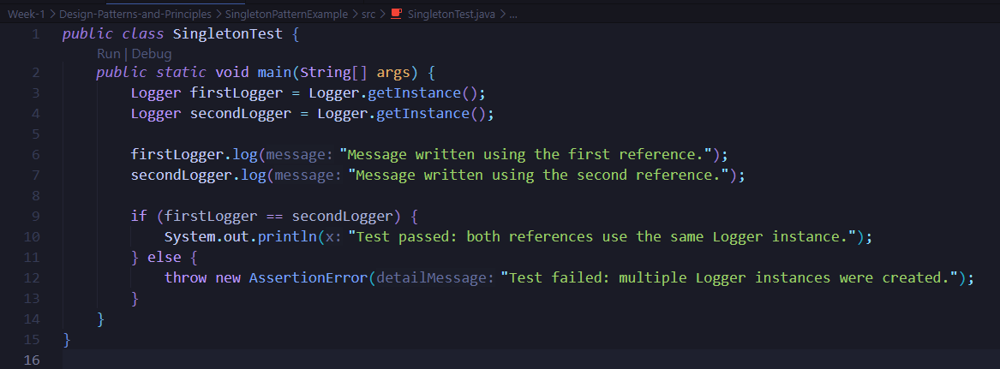 Week-1 > Design-Patterns-and-Principles > SingletonPatternExample > src > SingletonTest.java > ...
1 public class SingletonTest {
Run | Debug
2 public static void main(String[] args) {
3 Logger firstLogger = Logger.getInstance();
4 Logger secondLogger = Logger.getInstance();
5
6 firstLogger.log(message: "Message written using the first reference.");
7 secondLogger.log(message: "Message written using the second reference.");
8
9 if (firstLogger == secondLogger) {
10 System.out.println(x: "Test passed: both references use the same Logger instance.");
11 } else {
12 throw new AssertionError(detailMessage: "Test failed: multiple Logger instances were created.");
13 }
14 }
15 }
16